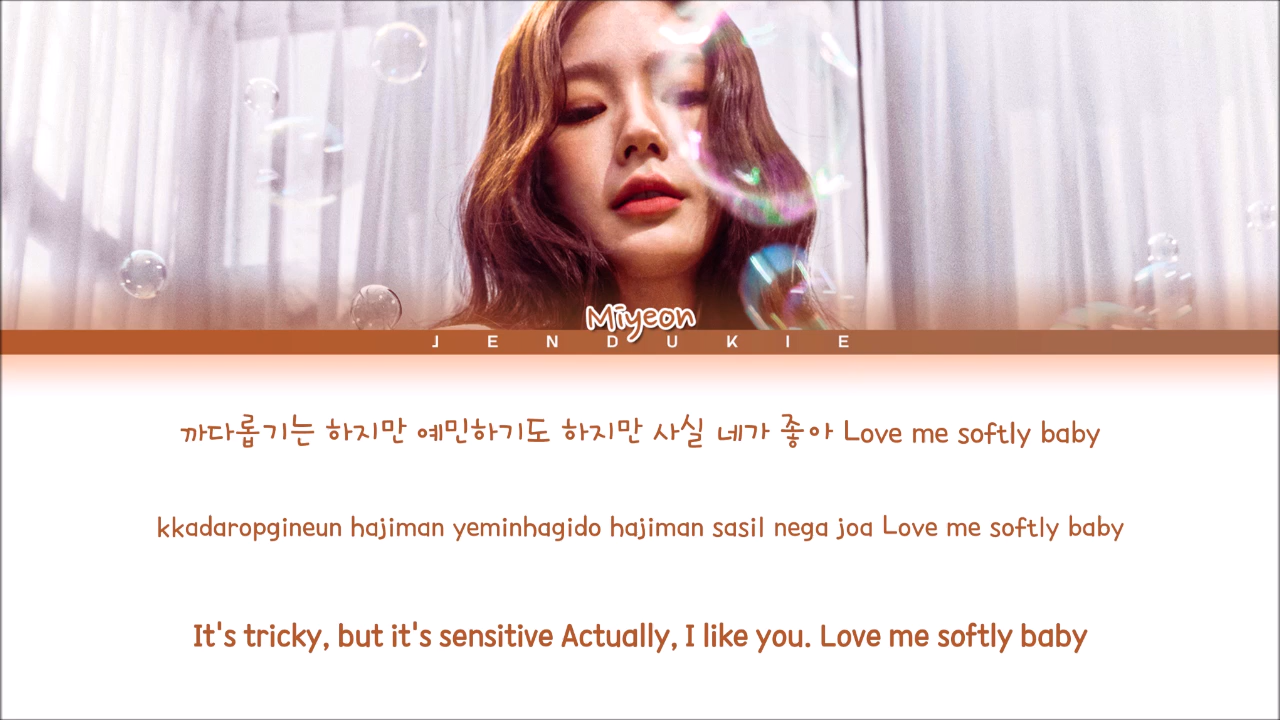 Miyeon
JENDUKIE
까다롭기는 하지만 예민하기도 하지만 사실 네가 좋아 Love me softly baby
kkadaropgineun hajiman yeminhagido hajiman sasil nega joa Love me softly baby
It's tricky, but it's sensitive Actually, I like you. Love me softly baby